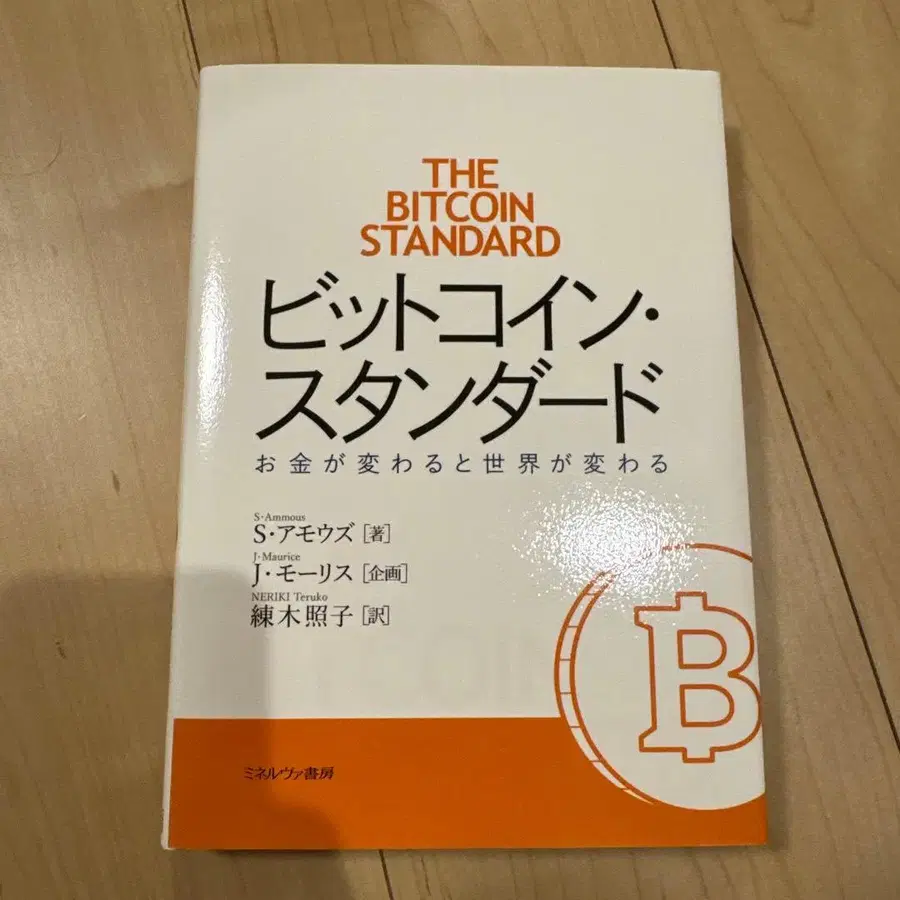 THE
BITCOIN
STANDARD
ビットコイン・
スタンダード
お金が変わると世界が変わる
S・Ammous
S・アモウズ［著］
J・Maurice
J・モーリス［企画］
NERIKI Teruko
練木照子［訳］
B
ミネルヴァ書房